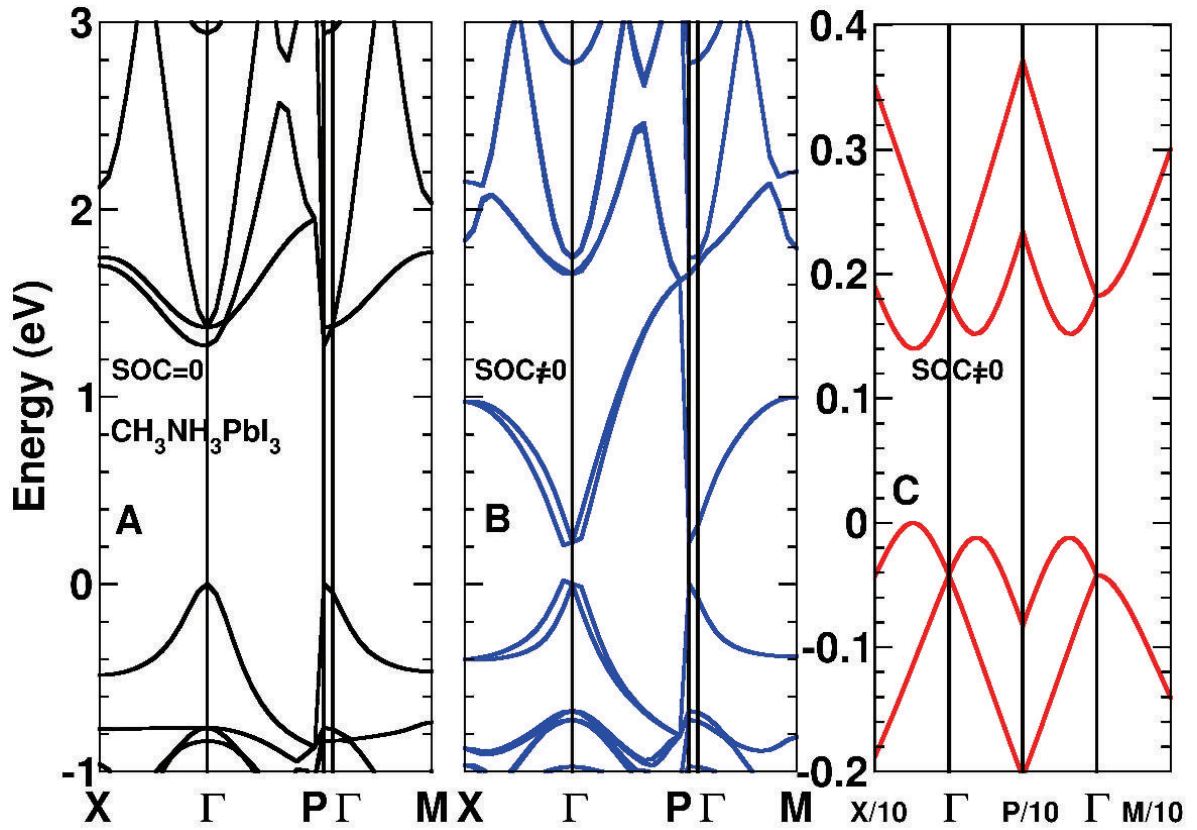 3
2
1
0
-1
Energy (eV)
SOC=0
CH₃NH₃PbI₃
A
X Γ P Γ M
SOC≠0
B
X Γ P Γ M
0.4
0.3
0.2
0.1
0
-0.1
-0.2
SOC≠0
C
X/10 Γ P/10 Γ M/10